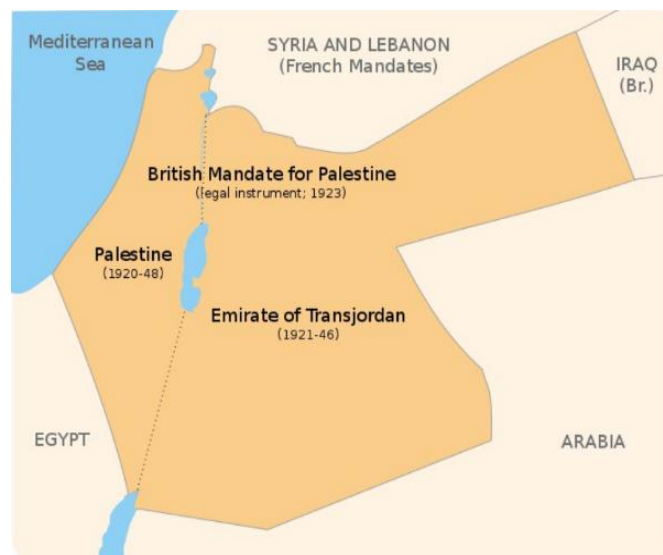 Mediterranean
Sea
SYRIA AND LEBANON
(French Mandates)
IRAQ
(Br.)
British Mandate for Palestine
(legal instrument; 1923)
Palestine
(1920-48)
Emirate of Transjordan
(1921-46)
EGYPT
ARABIA